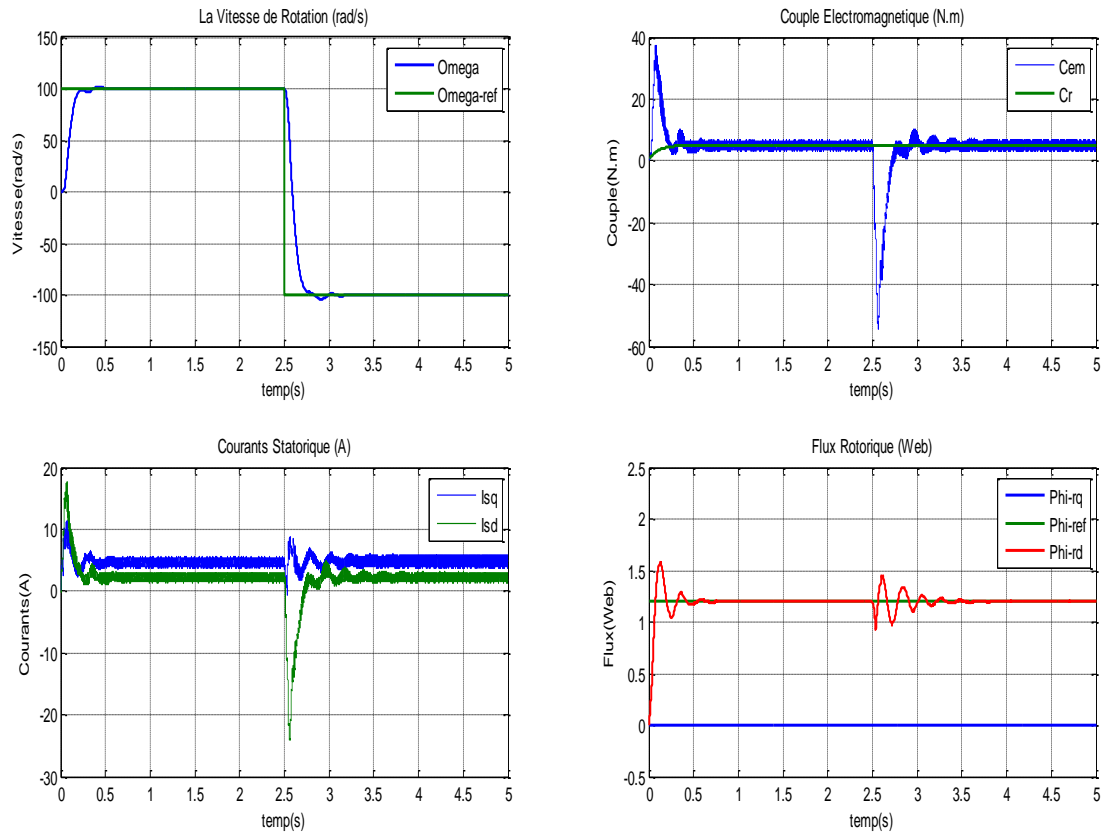 La Vitesse de Rotation (rad/s)
150
100
50
0
-50
-100
-150
Vitesse(rad/s)
Omega
Omega-ref
0 0.5 1 1.5 2 2.5 3 3.5 4 4.5 5
temp(s)
Couple Electromagnetique (N.m)
40
20
0
-20
-40
-60
Couple(N.m)
Cem
Cr
0 0.5 1 1.5 2 2.5 3 3.5 4 4.5 5
temp(s)
Courants Statorique (A)
20
10
0
-10
-20
-30
Courants(A)
Isq
Isd
0 0.5 1 1.5 2 2.5 3 3.5 4 4.5 5
temp(s)
Flux Rotorique (Web)
2.5
2
1.5
1
0.5
0
-0.5
Flux(Web)
Phi-rq
Phi-ref
Phi-rd
0 0.5 1 1.5 2 2.5 3 3.5 4 4.5 5
temp(s)